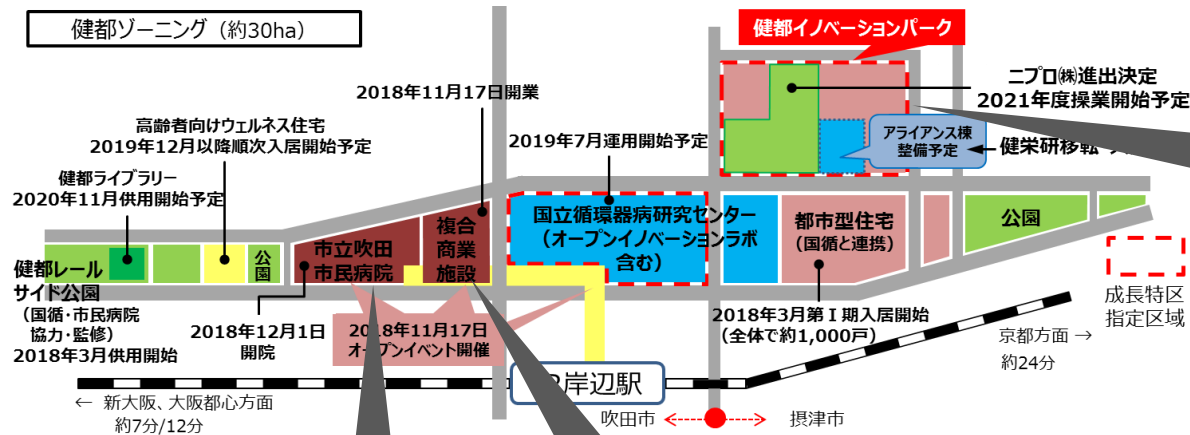 健都ゾーニング（約30ha）
健都イノベーションパーク
ニプロ㈱進出決定
2021年度操業開始予定
アライアンス棟
整備予定
健栄研移転
2018年11月17日開業
高齢者向けウェルネス住宅
2019年12月以降順次入居開始予定
2019年7月運用開始予定
健都ライブラリー
2020年11月供用開始予定
国立循環器病研究センター
（オープンイノベーションラボ
含む）
都市型住宅
（国循と連携）
公園
複合
商業
施設
市立吹田
市民病院
公園
健都レール
サイド公園
（国循・市民病院
協力・監修）
2018年3月供用開始
2018年12月1日
開院
2018年11月17日
オープンイベント開催
2018年3月第Ⅰ期入居開始
（全体で約1,000戸）
成長特区
指定区域
京都方面 →
約24分
岸辺駅
← 新大阪、大阪都心方面
約7分/12分
吹田市
摂津市